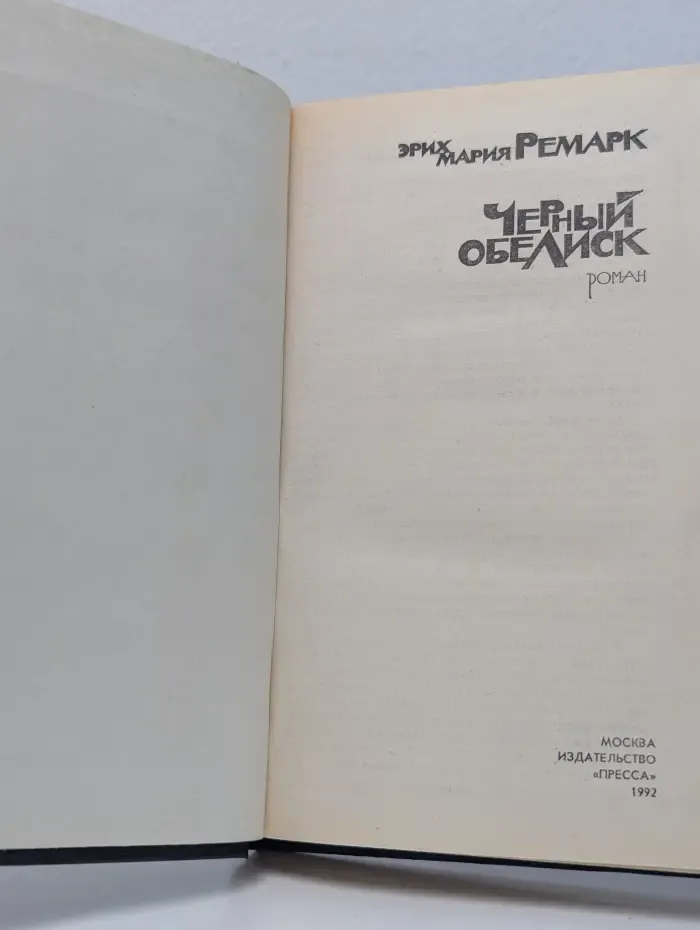 ЭРИХ МАРИЯ РЕМАРК
ЧЕРНЫЙ
ОБЕЛИСК
РОМАН
МОСКВА
ИЗДАТЕЛЬСТВО
«ПРЕССА»
1992